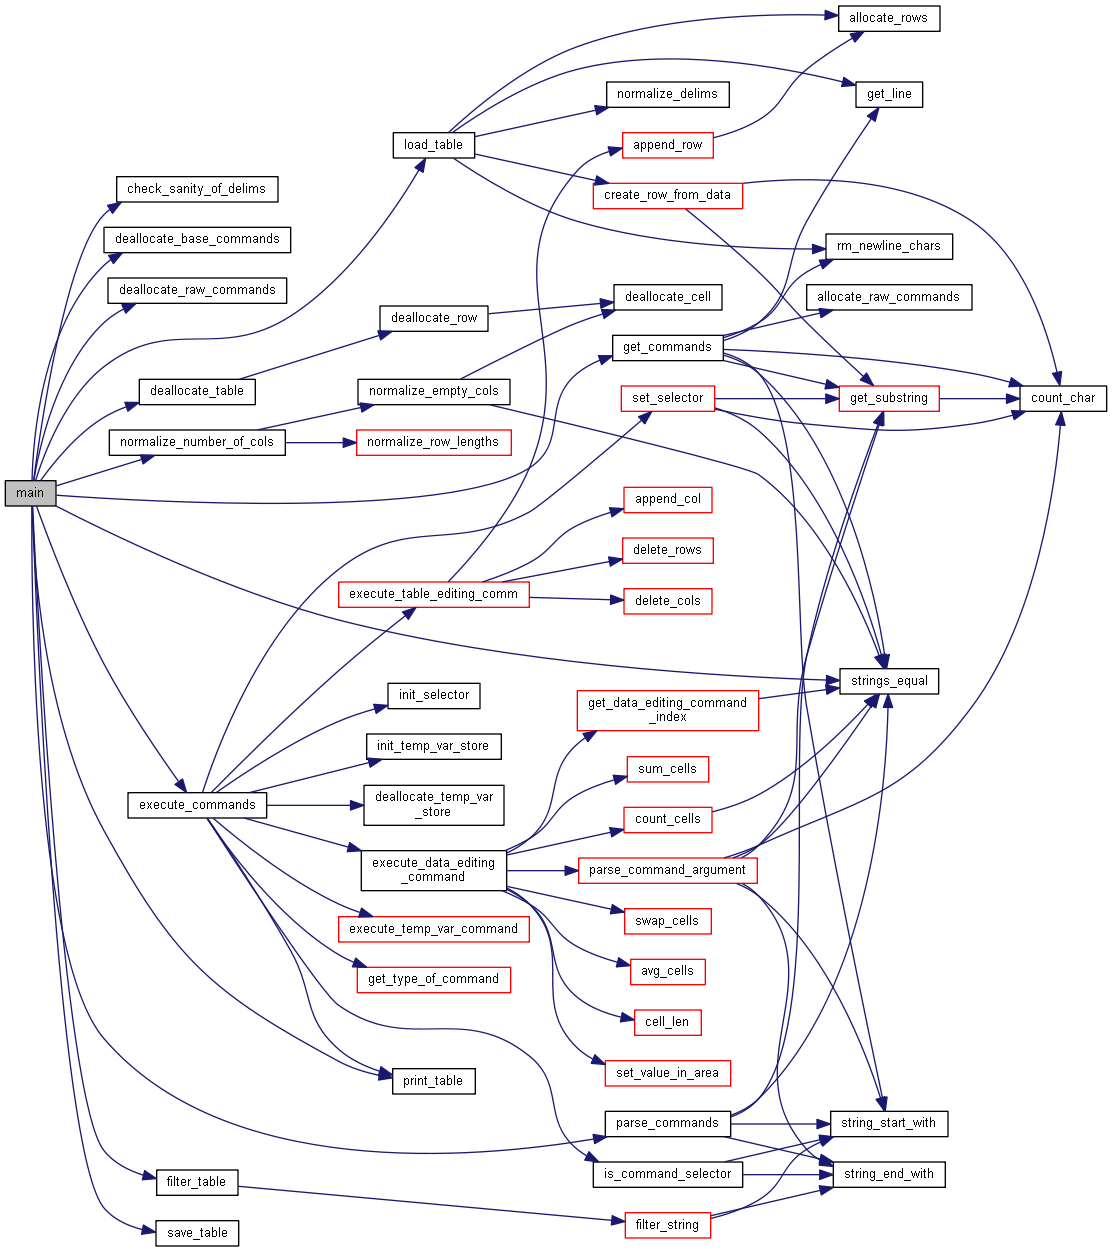 allocate_rows
normalize_delims
get_line
load_table
append_row
check_sanity_of_delims
create_row_from_data
deallocate_base_commands
rm_newline_chars
deallocate_raw_commands
deallocate_cell
allocate_raw_commands
deallocate_row
get_commands
deallocate_table
normalize_empty_cols
set_selector
get_substring
count_char
normalize_number_of_cols
normalize_row_lengths
main
append_col
delete_rows
execute_table_editing_comm
delete_cols
strings_equal
init_selector
get_data_editing_command
_index
init_temp_var_store
sum_cells
execute_commands
deallocate_temp_var
_store
count_cells
execute_data_editing
_command
parse_command_argument
swap_cells
execute_temp_var_command
avg_cells
get_type_of_command
cell_len
set_value_in_area
print_table
parse_commands
string_start_with
filter_table
is_command_selector
string_end_with
filter_string
save_table